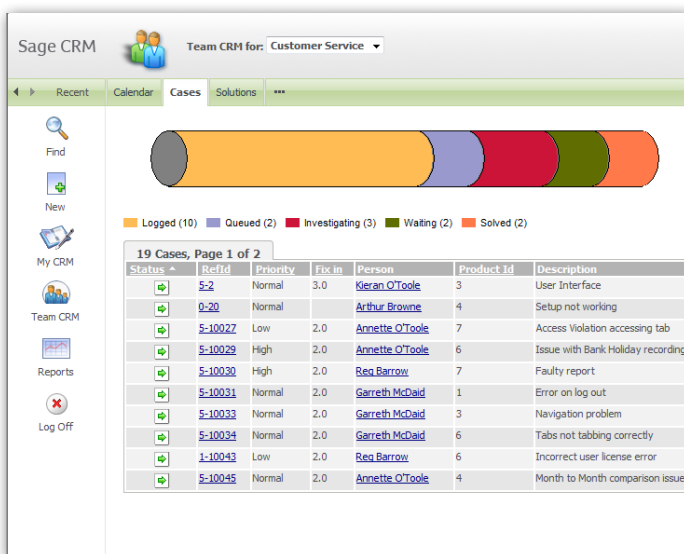 Sage CRM
Team CRM for: Customer Service
Recent Calendar Cases Solutions •••
Find
New
My CRM
Team CRM
Reports
Log Off
Logged (10) Queued (2) Investigating (3) Waiting (2) Solved (2)
19 Cases, Page 1 of 2
Status RefId Priority Fix in Person Product Id Description
5-2 Normal 3.0 Kieran O'Toole 3 User Interface
0-20 Normal Arthur Browne 4 Setup not working
5-10027 Low 2.0 Annette O'Toole 7 Access Violation accessing tab
5-10029 High 2.0 Annette O'Toole 6 Issue with Bank Holiday recording
5-10030 High 2.0 Reg Barrow 7 Faulty report
5-10031 Normal 2.0 Garreth McDaid 1 Error on log out
5-10033 Normal 2.0 Garreth McDaid 3 Navigation problem
5-10034 Normal 2.0 Garreth McDaid 6 Tabs not tabbing correctly
1-10043 Low 2.0 Reg Barrow 6 Incorrect user license error
5-10045 Normal 2.0 Annette O'Toole 4 Month to Month comparison issue